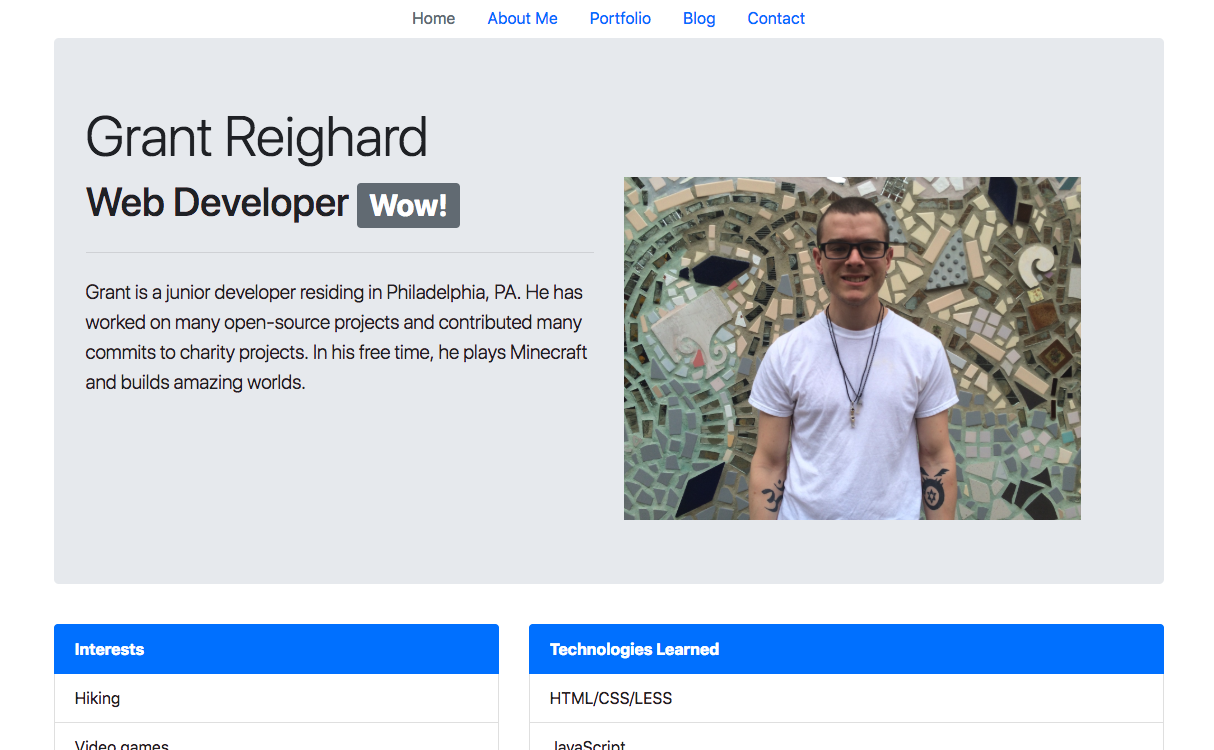 Home About Me Portfolio Blog Contact
Grant Reighard
Web Developer Wow!
Grant is a junior developer residing in Philadelphia, PA. He has
worked on many open-source projects and contributed many
commits to charity projects. In his free time, he plays Minecraft
and builds amazing worlds.
Interests
Hiking
Video games
Technologies Learned
HTML/CSS/LESS
JavaScript